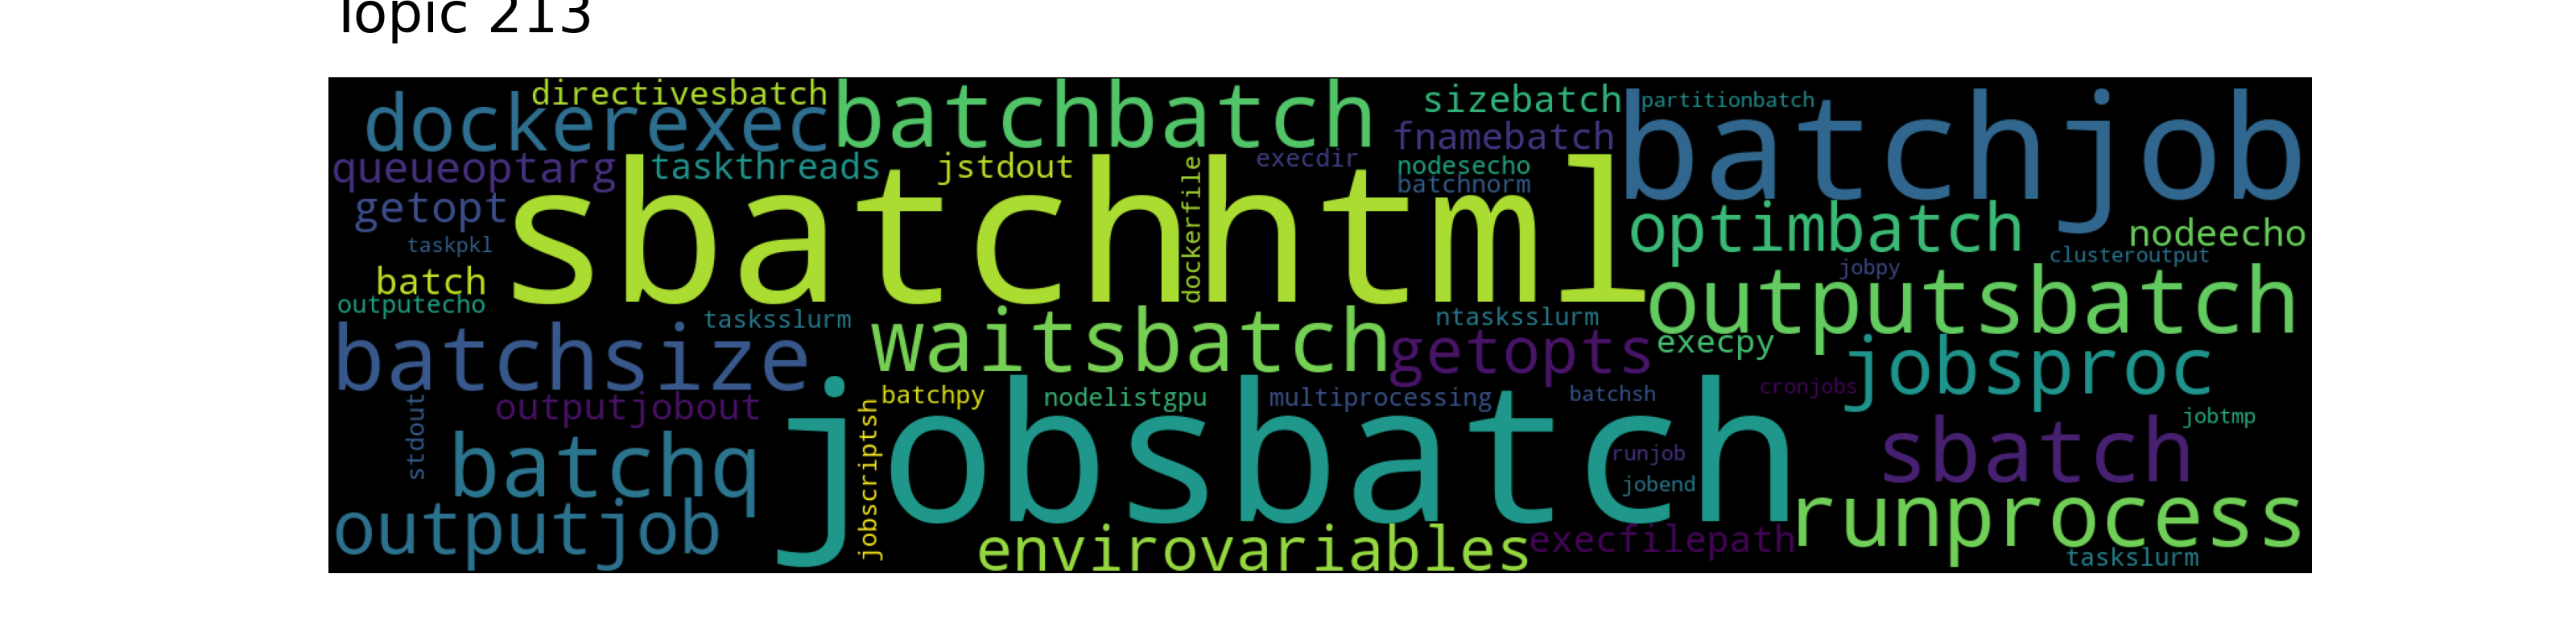 Topic 213
directivesbatch
dockerexec
batchbatch
sizebatch
partitionbatch
batchjob
fnamebatch
queueoptarg
taskthreads
jstdout
execdir
nodesecho
batchnorm
getopt
sbatchhtml
dockerfile
optimbatch
nodeecho
taskpkl
clusteroutput
jobpy
batch
outputecho
outputsbatch
tasksslurm
waitsbatch
ntasksslurm
batchsize
getopts
execpy
jobsproc
cronjobs
stdout
outputjobout
batchpy
nodelistgpu
multiprocessing
batchsh
jobscriptsh
jobsbatch
jobtmp
batchq
runjob
sbatch
jobend
outputjob
envirovariables
execfilepath
runprocess
taskslurm